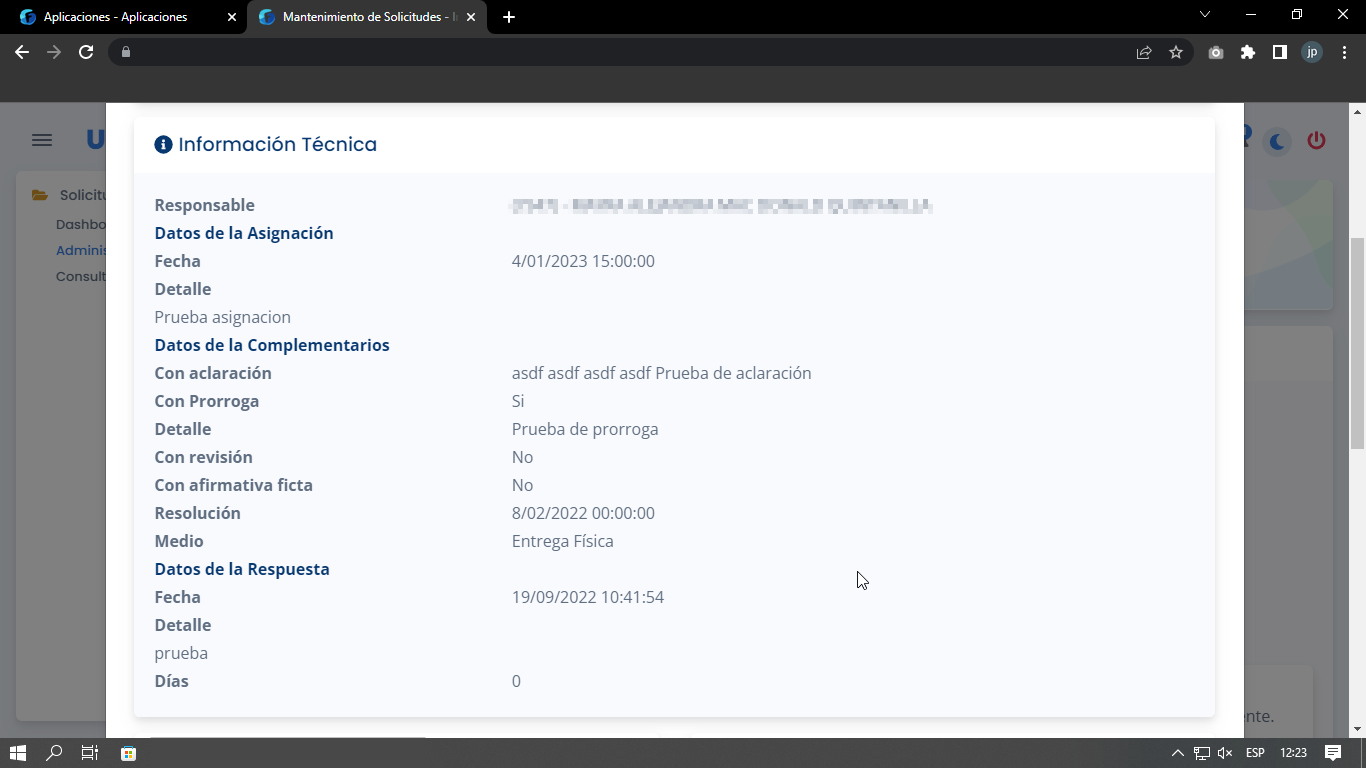 Aplicaciones - Aplicaciones
Mantenimiento de Solicitudes - I
jp
Información Técnica
Solicitu
Dashbo
Adminis
Consult
Responsable
Datos de la Asignación
Fecha 4/01/2023 15:00:00
Detalle
Prueba asignacion
Datos de la Complementarios
Con aclaración asdf asdf asdf asdf Prueba de aclaración
Con Prorroga Si
Detalle Prueba de prorroga
Con revisión No
Con afirmativa ficta No
Resolución 8/02/2022 00:00:00
Medio Entrega Física
Datos de la Respuesta
Fecha 19/09/2022 10:41:54
Detalle
prueba
Días 0
nte.
ESP 12:23